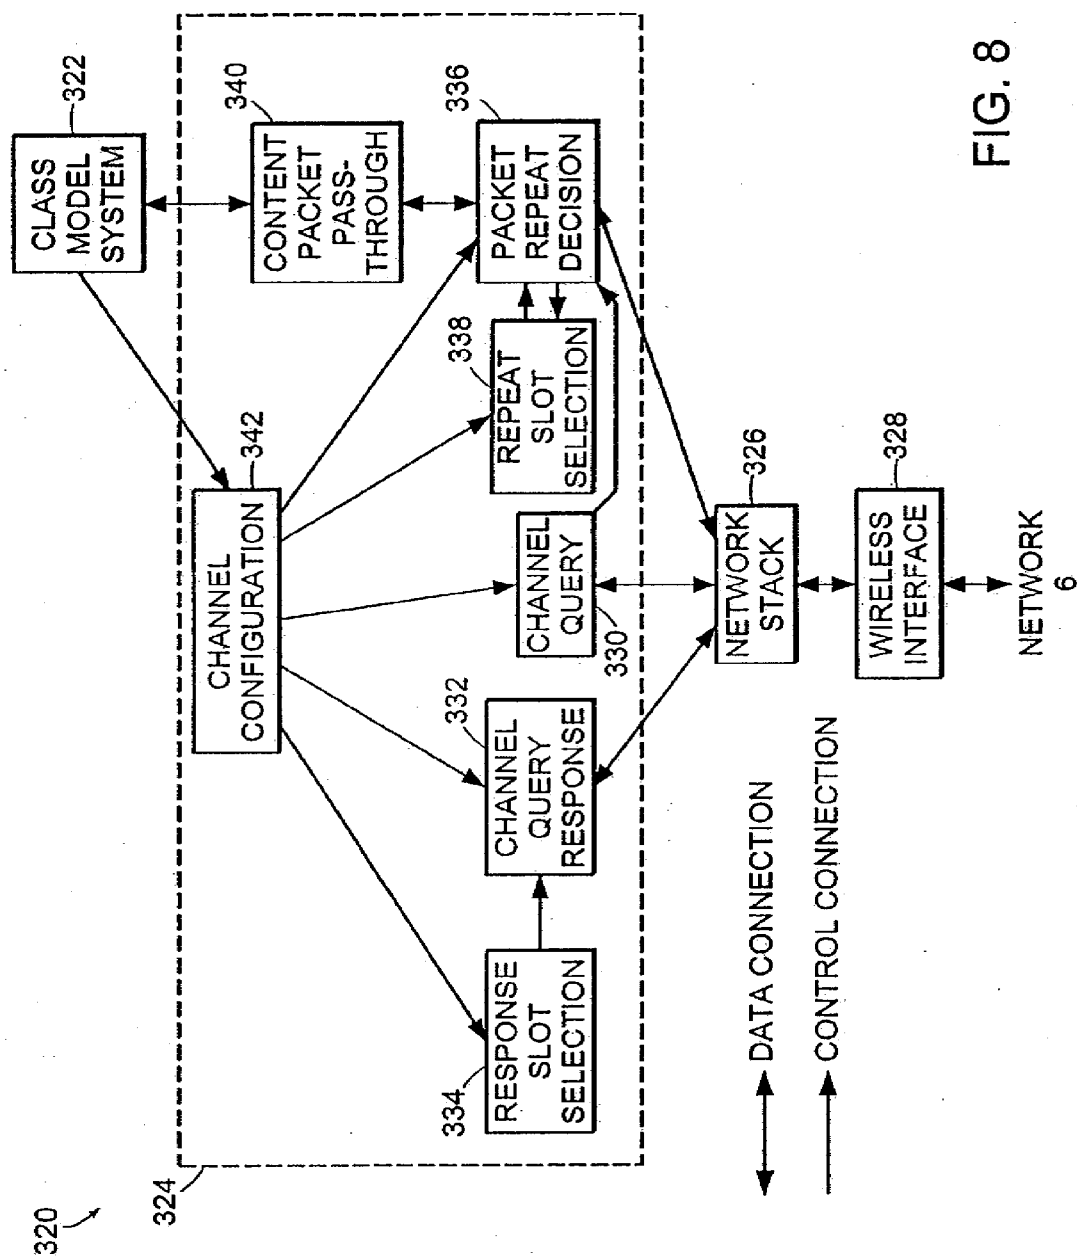 320
324
CLASS
MODEL
SYSTEM
322
CHANNEL
CONFIGURATION
342
CONTENT
PACKET
PASS-
THROUGH
340
RESPONSE
SLOT
SELECTION
334
CHANNEL
QUERY
RESPONSE
332
CHANNEL
QUERY
330
REPEAT
SLOT
SELECTION
338
PACKET
REPEAT
DECISION
336
NETWORK
STACK
326
WIRELESS
INTERFACE
328
NETWORK
6
DATA CONNECTION
CONTROL CONNECTION
FIG. 8